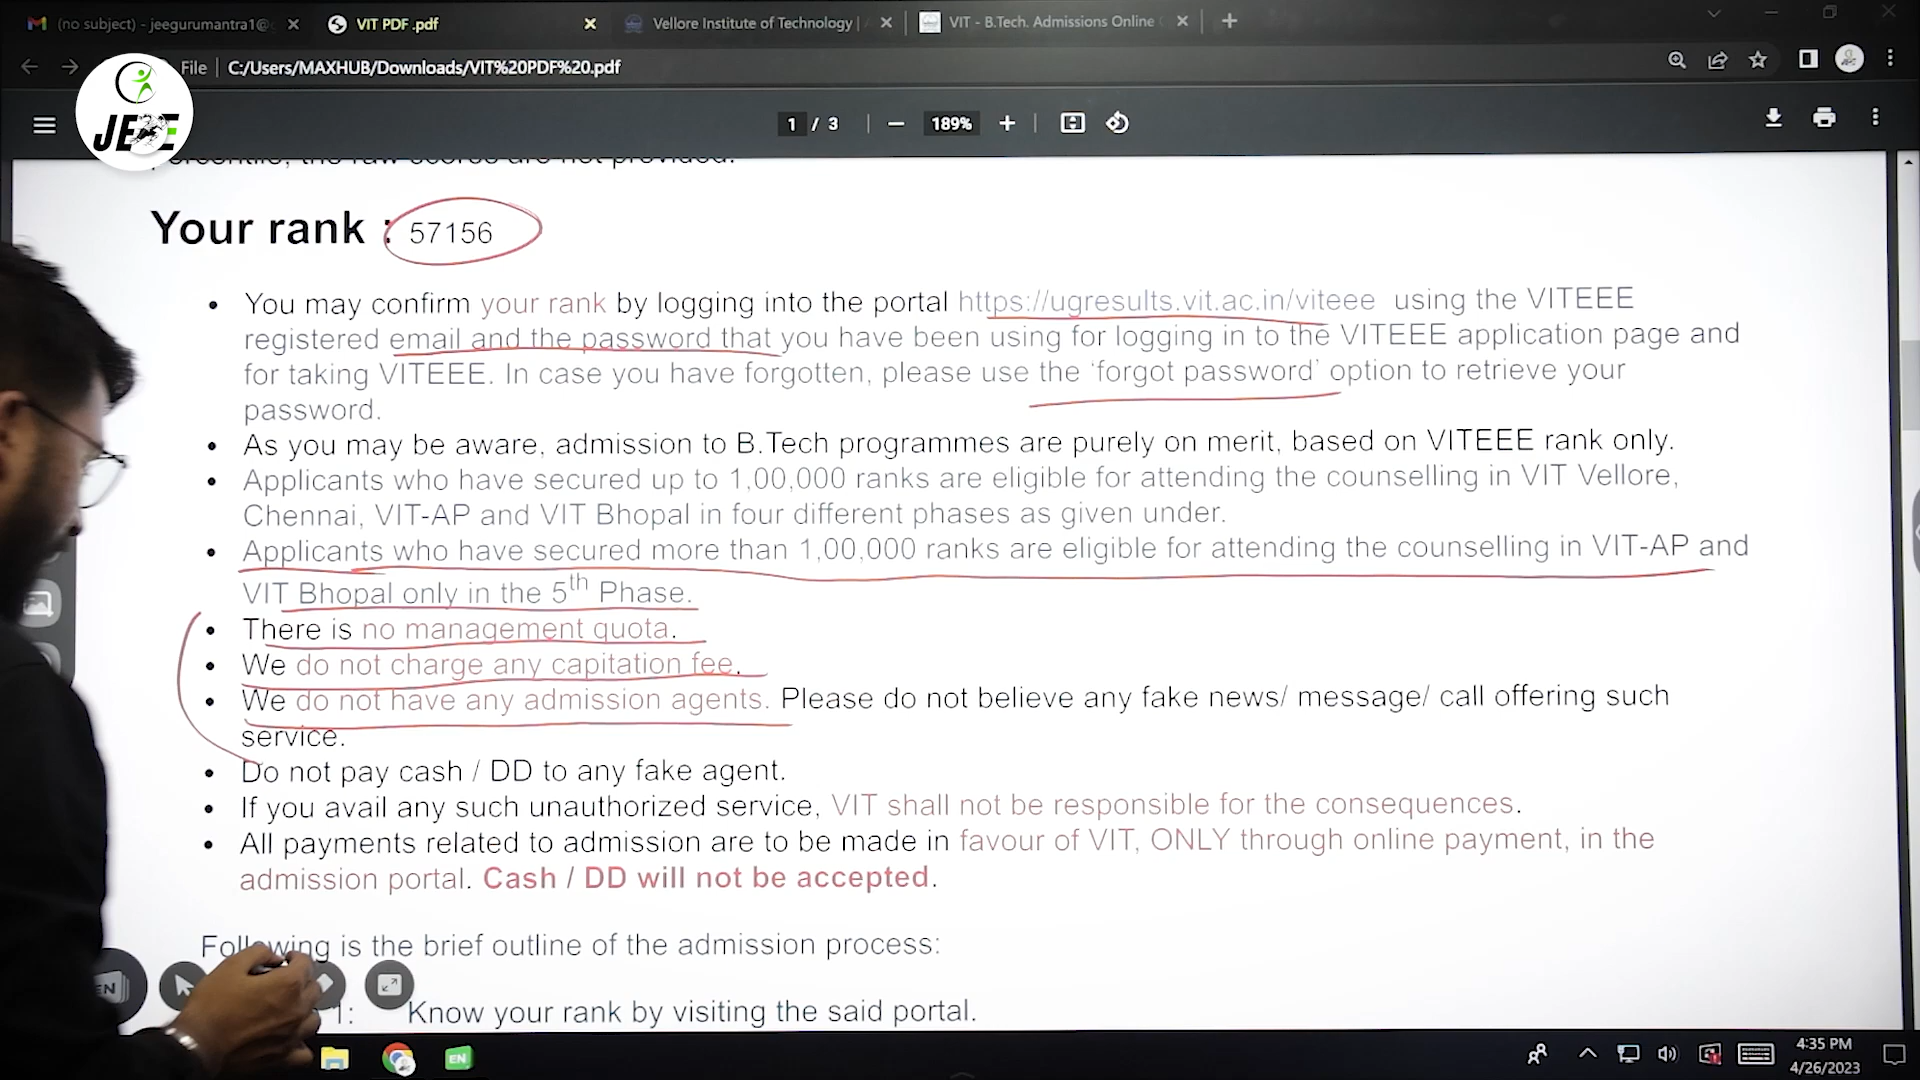 (no subject) - jeegurumantra1@
VIT PDF .pdf
Vellore Institute of Technology |
VIT - B.Tech. Admissions Online
File
C:/Users/MAXHUB/Downloads/VIT%20PDF%20.pdf
JEE
1 / 3
189%
percentile, the raw scores are not provided.
Your rank : 57156
• You may confirm your rank by logging into the portal https://ugresults.vit.ac.in/viteee using the VITEEE
registered email and the password that you have been using for logging in to the VITEEE application page and
for taking VITEEE. In case you have forgotten, please use the ‘forgot password’ option to retrieve your
password.
• As you may be aware, admission to B.Tech programmes are purely on merit, based on VITEEE rank only.
• Applicants who have secured up to 1,00,000 ranks are eligible for attending the counselling in VIT Vellore,
Chennai, VIT-AP and VIT Bhopal in four different phases as given under.
• Applicants who have secured more than 1,00,000 ranks are eligible for attending the counselling in VIT-AP and
VIT Bhopal only in the 5th Phase.
• There is no management quota.
• We do not charge any capitation fee.
• We do not have any admission agents. Please do not believe any fake news/ message/ call offering such
service.
• Do not pay cash / DD to any fake agent.
• If you avail any such unauthorized service, VIT shall not be responsible for the consequences.
• All payments related to admission are to be made in favour of VIT, ONLY through online payment, in the
admission portal. Cash / DD will not be accepted.
Following is the brief outline of the admission process:
EN
1: Know your rank by visiting the said portal.
EN
4:35 PM
4/26/2023